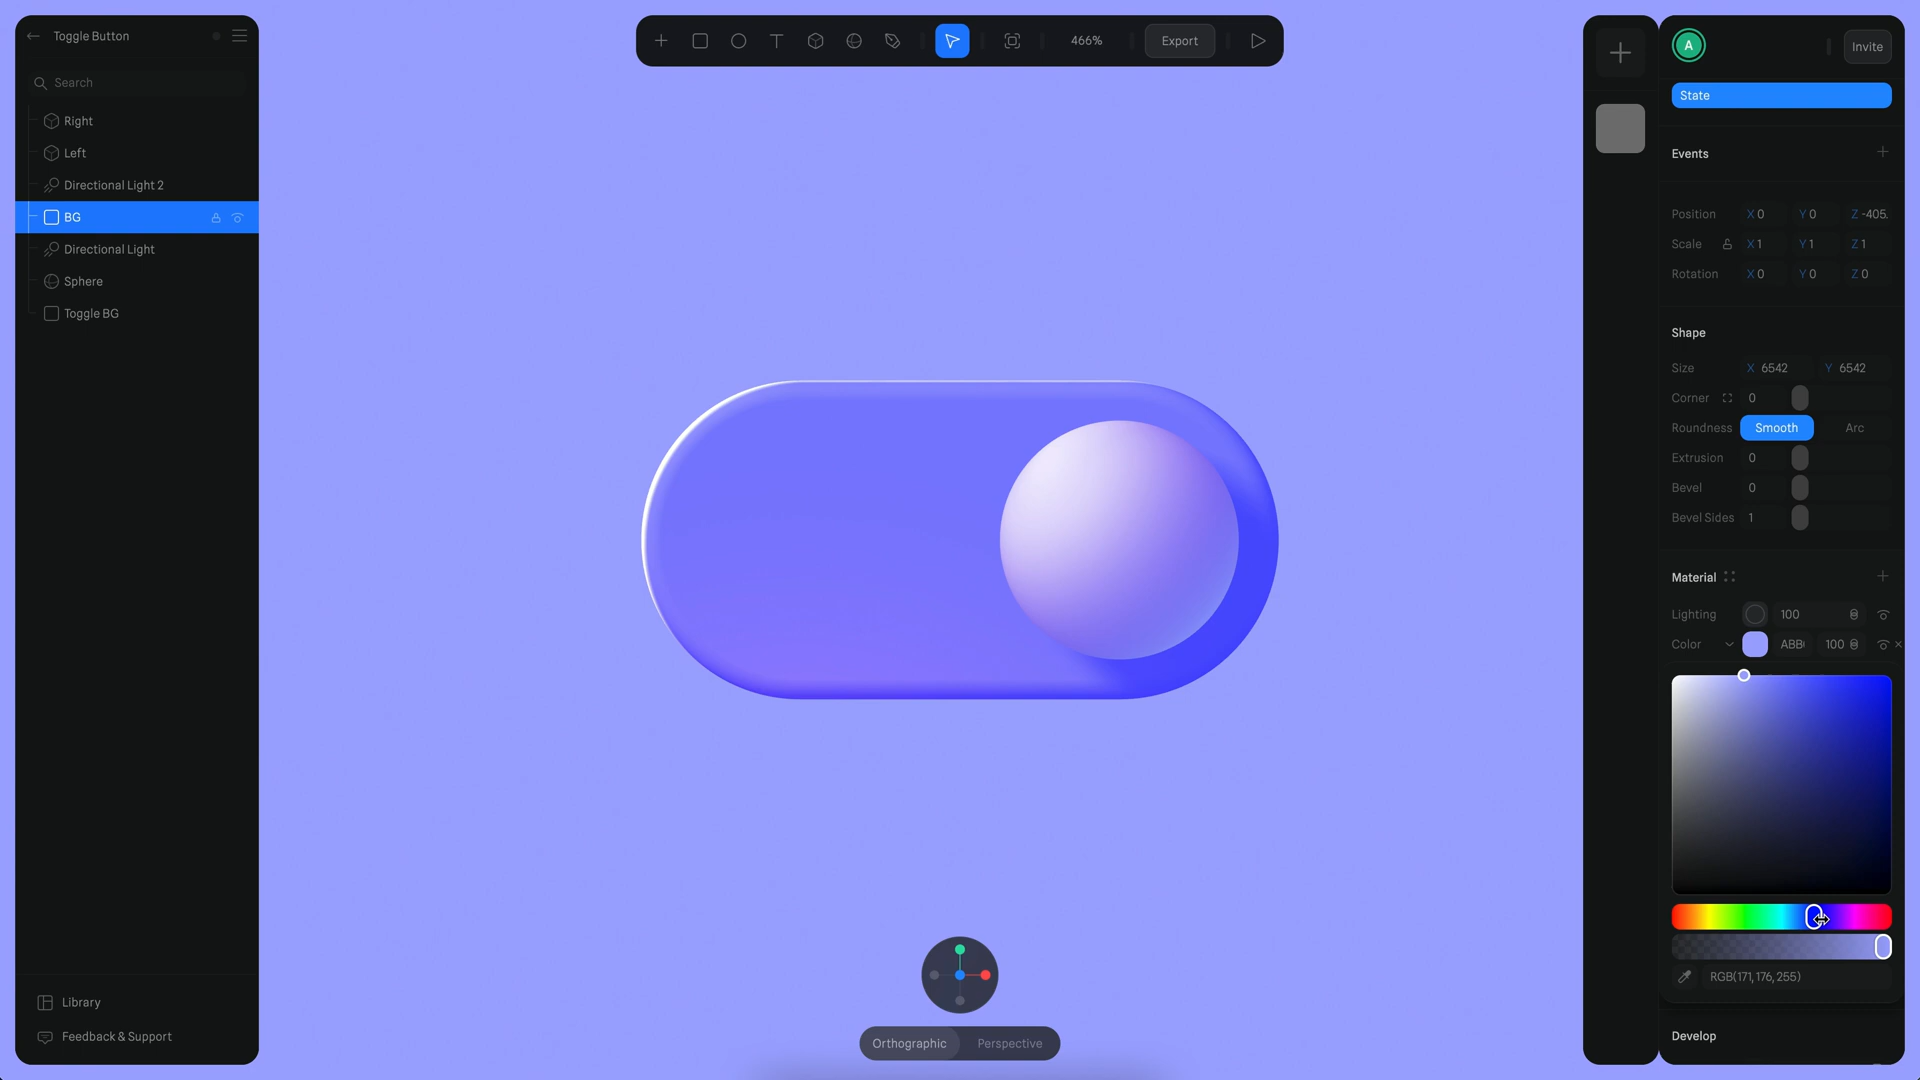 Toggle Button
Search
Right
Left
Directional Light 2
BG
Directional Light
Sphere
Toggle BG
Library
Feedback & Support
466%
Export
Orthographic
Perspective
A
Invite
State
Events
Position X 0 Y 0 Z -405.
Scale X 1 Y 1 Z 1
Rotation X 0 Y 0 Z 0
Shape
Size X 6542 Y 6542
Corner 0
Roundness Smooth Arc
Extrusion 0
Bevel 0
Bevel Sides 1
Material
Lighting 100
Color ABB 100
RGB(171, 176, 255)
Develop